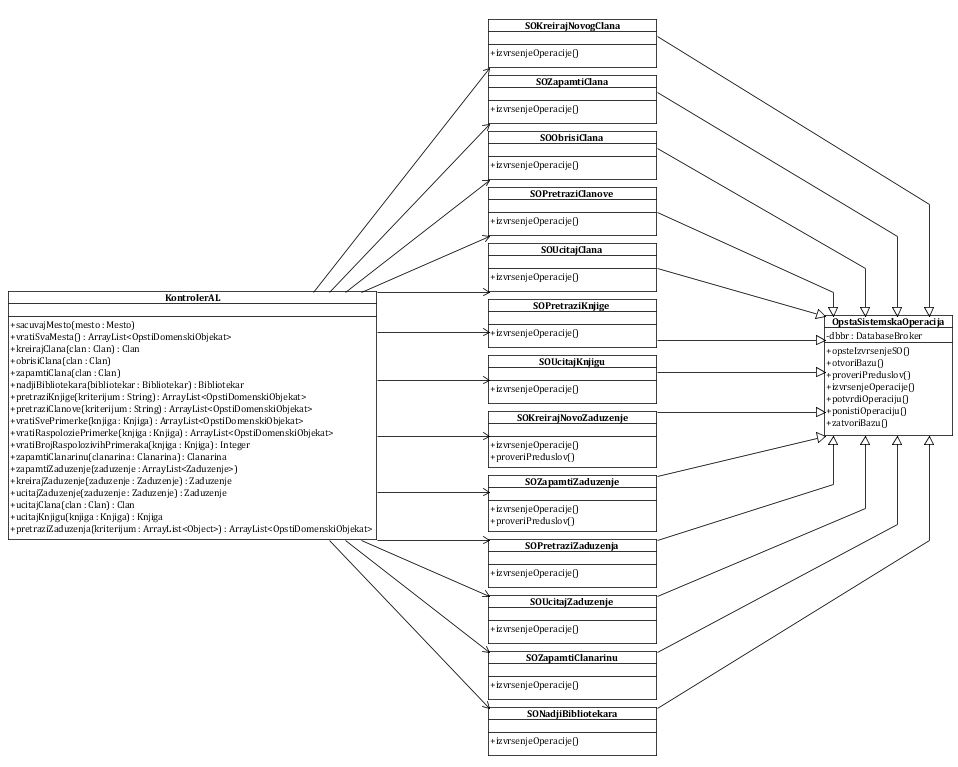 SOKreirajNovogClana
+izvrsenjeOperacije()
SOZapamtiClana
+izvrsenjeOperacije()
SOObrisiClana
+izvrsenjeOperacije()
SOPretraziClanove
+izvrsenjeOperacije()
SOUcitajClana
+izvrsenjeOperacije()
SOPretraziKnjige
+izvrsenjeOperacije()
SOUcitajKnjigu
+izvrsenjeOperacije()
SOKreirajNovoZaduzenje
+izvrsenjeOperacije()
+proveriPreduslov()
SOZapamtiZaduzenje
+izvrsenjeOperacije()
+proveriPreduslov()
SOPretraziZaduzenja
+izvrsenjeOperacije()
SOUcitajZaduzenje
+izvrsenjeOperacije()
SOZapamtiClanarinu
+izvrsenjeOperacije()
SONadjiBibliotekara
+izvrsenjeOperacije()
KontrolerAL
+sacuvajMesto(mesto : Mesto)
+vratiSvaMesta() : ArrayList<OpstiDomenskiObjekat>
+kreirajClana(clan : Clan) : Clan
+obrisiClana(clan : Clan)
+zapamtiClana(clan : Clan)
+nadjiBibliotekara(bibliotekar : Bibliotekar) : Bibliotekar
+pretraziKnjige(kriterijum : String) : ArrayList<OpstiDomenskiObjekat>
+pretraziClanove(kriterijum : String) : ArrayList<OpstiDomenskiObjekat>
+vratiSvePrimerke(knjiga : Knjiga) : ArrayList<OpstiDomenskiObjekat>
+vratiRaspoloziePrimerke(knjiga : Knjiga) : ArrayList<OpstiDomenskiObjekat>
+vratiBrojRaspolozivihPrimeraka(knjiga : Knjiga) : Integer
+zapamtiClanarinu(clanarina : Clanarina) : Clanarina
+zapamtiZaduzenje(zaduzenje : ArrayList<Zaduzenje>)
+kreirajZaduzenje(zaduzenje : Zaduzenje) : Zaduzenje
+ucitajZaduzenje(zaduzenje : Zaduzenje) : Zaduzenje
+ucitajClana(clan : Clan) : Clan
+ucitajKnjigu(knjiga : Knjiga) : Knjiga
+pretraziZaduzenja(kriterijum : ArrayList<Object>) : ArrayList<OpstiDomenskiObjekat>
OpstaSistemskaOperacija
-dbbr : DatabaseBroker
+opsteIzvrsenjeSO()
+otvoriBazu()
+proveriPreduslov()
+izvrsenjeOperacije()
+potvrdiOperaciju()
+ponistiOperaciju()
+zatvoriBazu()